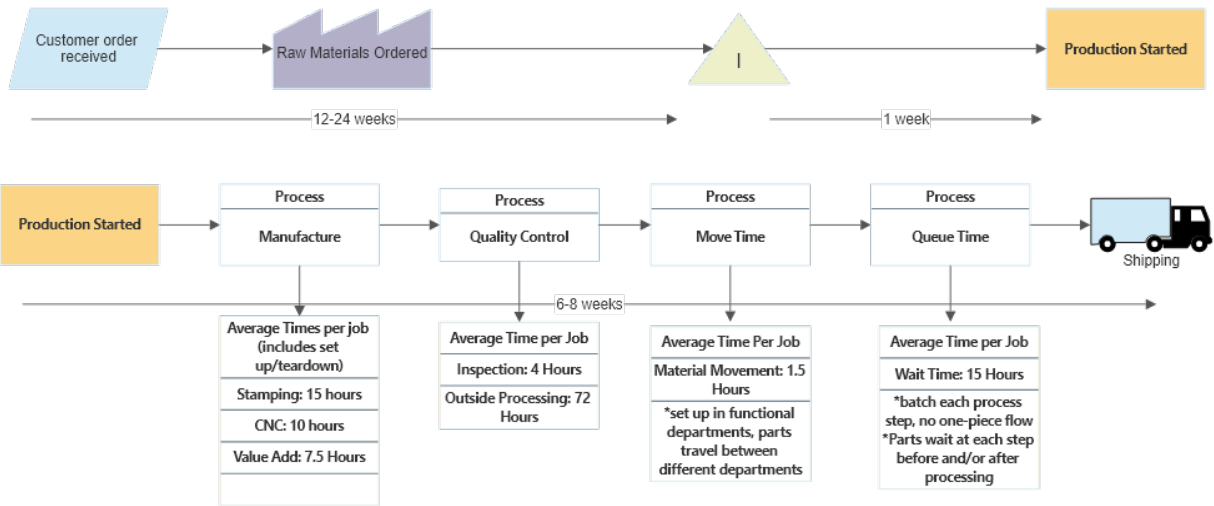 Customer order
received
Raw Materials Ordered
I
Production Started
12-24 weeks
1 week
Production Started
Process
Manufacture
Process
Quality Control
Process
Move Time
Process
Queue Time
Shipping
6-8 weeks
Average Times per job
(includes set
up/teardown)
Stamping: 15 hours
CNC: 10 hours
Value Add: 7.5 Hours
Average Time per Job
Inspection: 4 Hours
Outside Processing: 72
Hours
Average Time Per Job
Material Movement: 1.5
Hours
*set up in functional
departments, parts
travel between
different departments
Average Time per Job
Wait Time: 15 Hours
*batch each process
step, no one-piece flow
*Parts wait at each step
before and/or after
processing